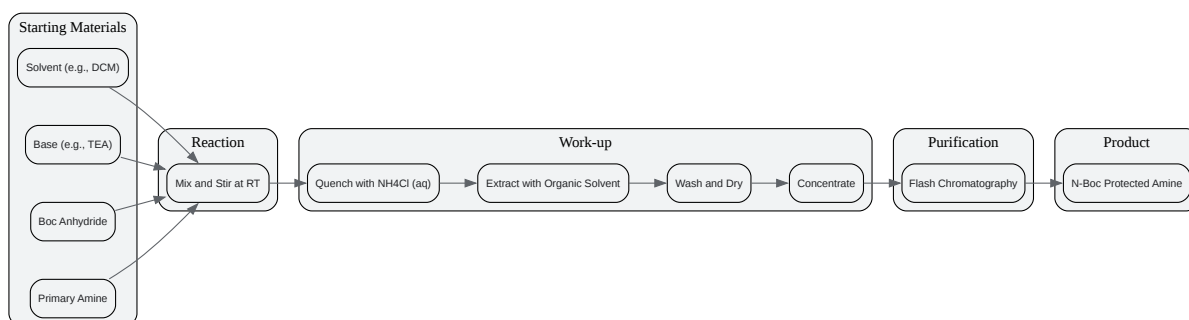 Starting Materials
Solvent (e.g., DCM)
Base (e.g., TEA)
Boc Anhydride
Primary Amine
Reaction
Mix and Stir at RT
Work-up
Quench with NH4Cl (aq)
Extract with Organic Solvent
Wash and Dry
Concentrate
Purification
Flash Chromatography
Product
N-Boc Protected Amine